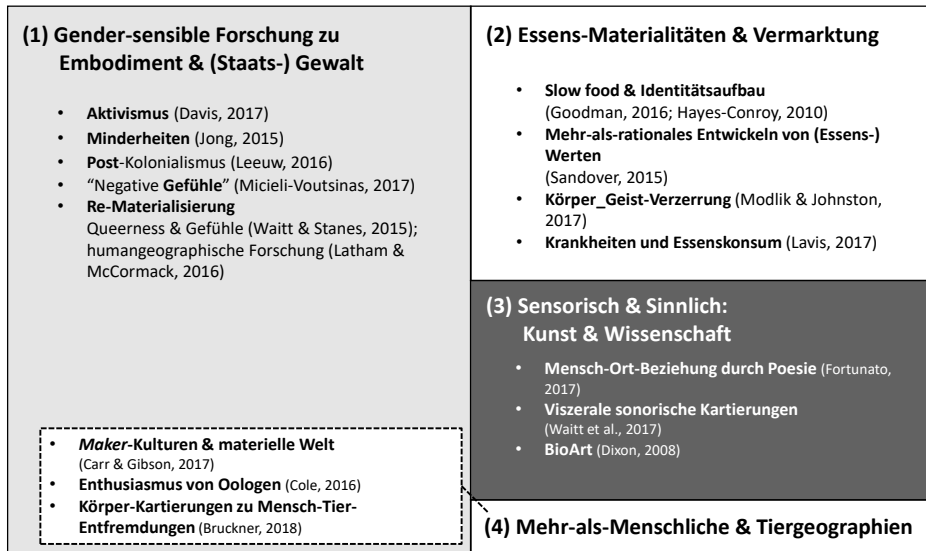 (1) Gender-sensible Forschung zu
Embodiment & (Staats-) Gewalt
• Aktivismus (Davis, 2017)
• Minderheiten (Jong, 2015)
• Post-Kolonialismus (Leeuw, 2016)
• “Negative Gefühle” (Micieli-Voutsinas, 2017)
• Re-Materialisierung
Queerness & Gefühle (Waitt & Stanes, 2015);
humangeographische Forschung (Latham &
McCormack, 2016)
• Maker-Kulturen & materielle Welt
(Carr & Gibson, 2017)
• Enthusiasmus von Oologen (Cole, 2016)
• Körper-Kartierungen zu Mensch-Tier-
Entfremdungen (Bruckner, 2018)
(2) Essens-Materialitäten & Vermarktung
• Slow food & Identitätsaufbau
(Goodman, 2016; Hayes-Conroy, 2010)
• Mehr-als-rationales Entwickeln von (Essens-)
Werten
(Sandover, 2015)
• Körper_Geist-Verzerrung (Modlik & Johnston,
2017)
• Krankheiten und Essenskonsum (Lavis, 2017)
(3) Sensorisch & Sinnlich:
Kunst & Wissenschaft
• Mensch-Ort-Beziehung durch Poesie (Fortunato,
2017)
• Viszerale sonorische Kartierungen
(Waitt et al., 2017)
• BioArt (Dixon, 2008)
(4) Mehr-als-Menschliche & Tiergeographien